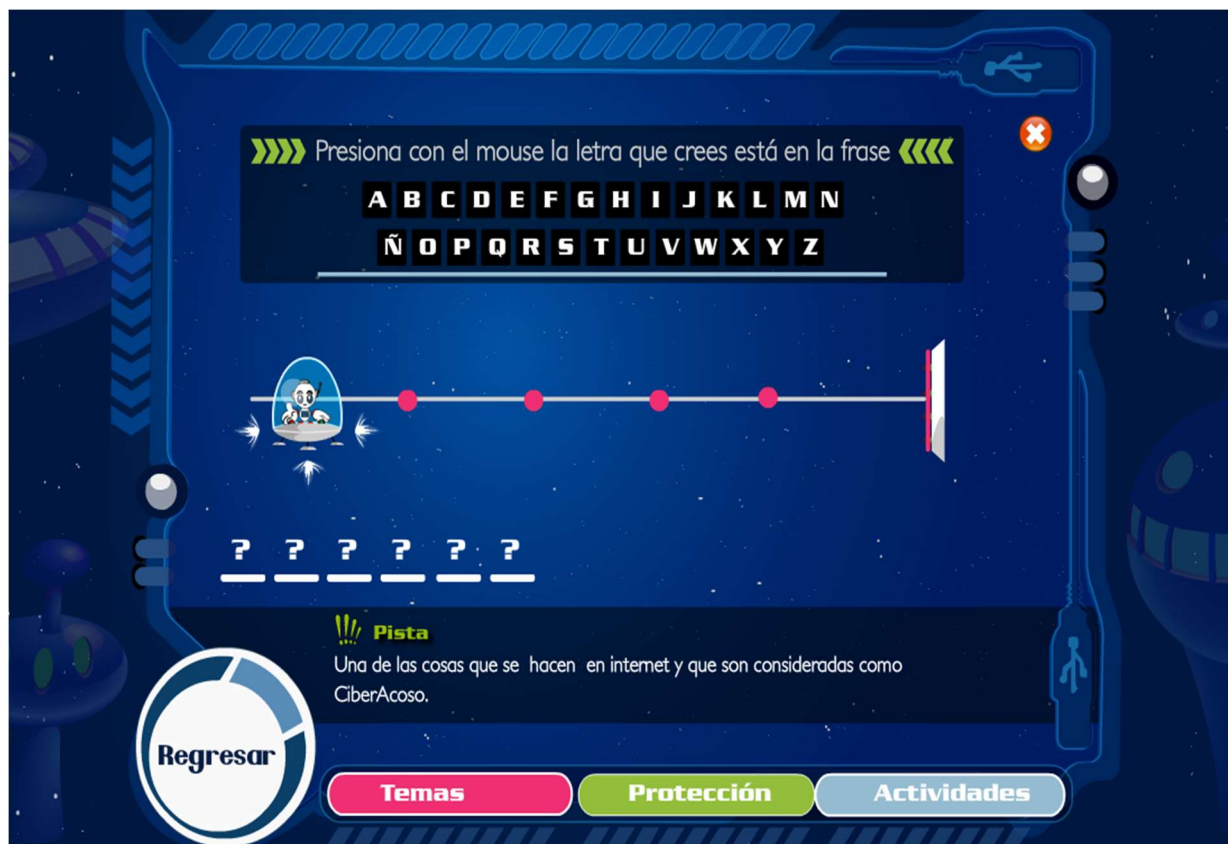 Presiona con el mouse la letra que crees está en la frase
A B C D E F G H I J K L M N
Ñ O P Q R S T U V W X Y Z
? ? ? ? ? ?
Pista
Una de las cosas que se hacen en internet y que son consideradas como
CiberAcoso.
Regresar
Temas Protección Actividades